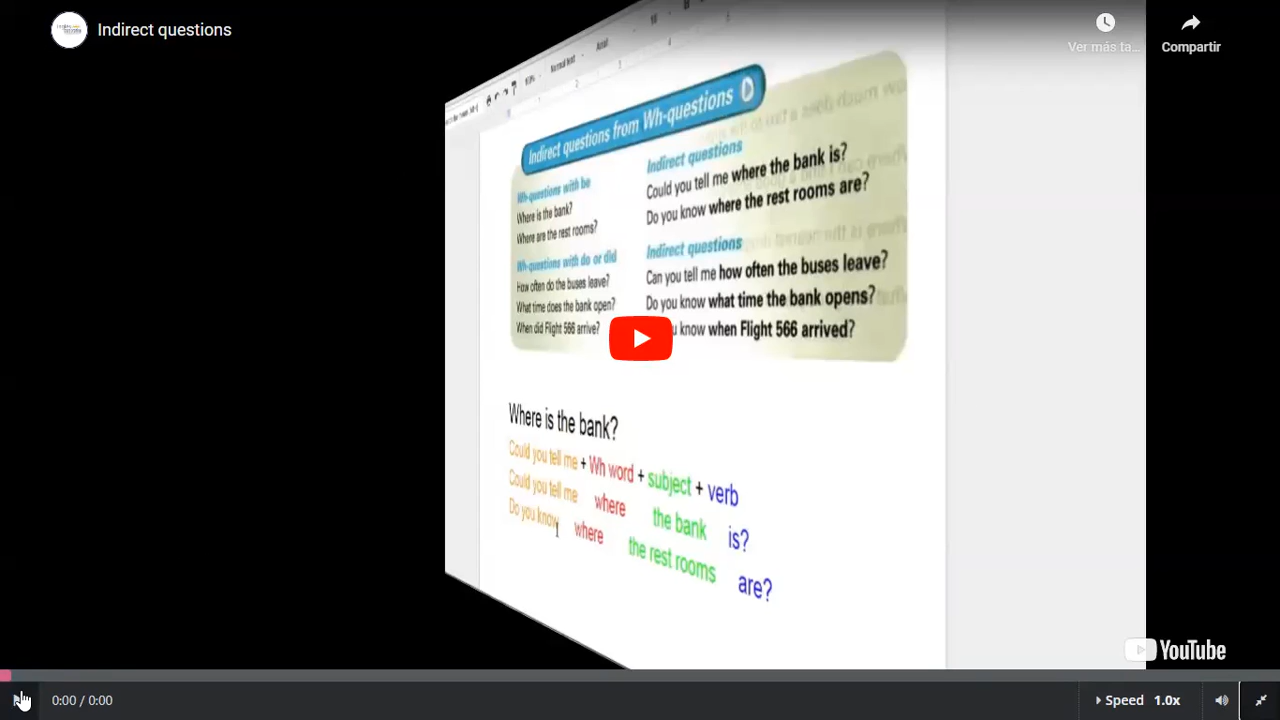 Indirect questions
Ver más ta...
Compartir
100%
Normal text
Arial
Indirect questions from Wh-questions
Wh-questions with be
Where is the bank?
Where are the rest rooms?
Indirect questions
Could you tell me where the bank is?
Do you know where the rest rooms are?
Wh-questions with do or did
How often do the buses leave?
What time does the bank open?
When did Flight 566 arrive?
Indirect questions
Can you tell me how often the buses leave?
Do you know what time the bank opens?
know when Flight 566 arrived?
Where is the bank?
Could you tell me + Wh word + subject + verb
Could you tell me where the bank is?
Do you know where the rest rooms are?
YouTube
0:00 / 0:00
Speed 1.0x